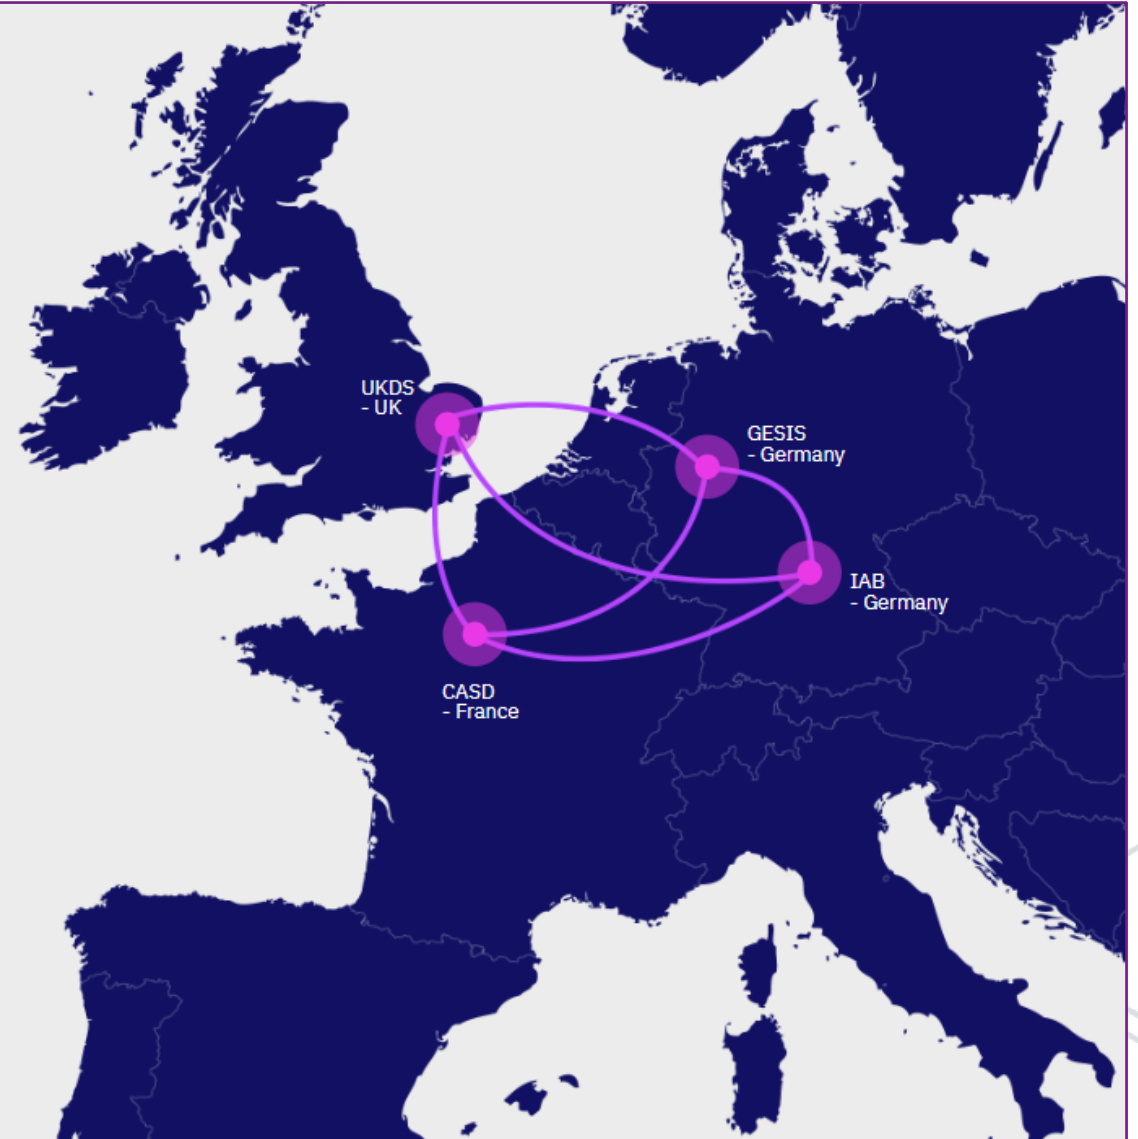 UKDS
- UK
GESIS
- Germany
IAB
- Germany
CASD
- France